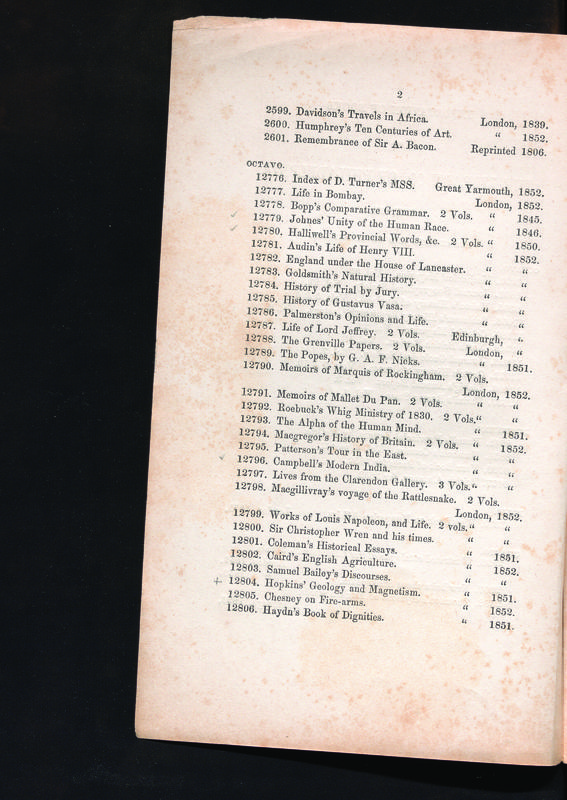 2
2599. Davidson's Travels in Africa. London, 1839.
2600. Humphrey's Ten Centuries of Art. “ 1852.
2601. Remembrance of Sir A. Bacon. Reprinted 1806.
OCTAVO.
12776. Index of D. Turner's MSS. Great Yarmouth, 1852.
12777. Life in Bombay. London, 1852.
12778. Bopp's Comparative Grammar. 2 Vols. “ 1845.
12779. Johnes' Unity of the Human Race. “ 1846.
12780. Halliwell's Provincial Words, &c. 2 Vols. “ 1850.
12781. Audin's Life of Henry VIII. “ 1852.
12782. England under the House of Lancaster. “ “
12783. Goldsmith's Natural History. “ “
12784. History of Trial by Jury. “ “
12785. History of Gustavus Vasa. “ “
12786. Palmerston's Opinions and Life. “ “
12787. Life of Lord Jeffrey. 2 Vols. Edinburgh, “
12788. The Grenville Papers. 2 Vols. London, “
12789. The Popes, by G. A. F. Nicks. “ 1851.
12790. Memoirs of Marquis of Rockingham. 2 Vols.
London, 1852.
12791. Memoirs of Mallet Du Pan. 2 Vols. “ “
12792. Roebuck's Whig Ministry of 1830. 2 Vols.“ “
12793. The Alpha of the Human Mind. “ 1851.
12794. Macgregor's History of Britain. 2 Vols. “ 1852.
12795. Patterson's Tour in the East. “ “
12796. Campbell's Modern India. “ “
12797. Lives from the Clarendon Gallery. 3 Vols.“ “
12798. Macgillivray's voyage of the Rattlesnake. 2 Vols.
London, 1852.
12799. Works of Louis Napoleon, and Life. 2 vols.“ “
12800. Sir Christopher Wren and his times. “ “
12801. Coleman's Historical Essays. “ 1851.
12802. Caird's English Agriculture. “ 1852.
12803. Samuel Bailey's Discourses. “ “
+ 12804. Hopkins' Geology and Magnetism. “ 1851.
12805. Chesney on Fire-arms. “ 1852.
12806. Haydn's Book of Dignities. “ 1851.